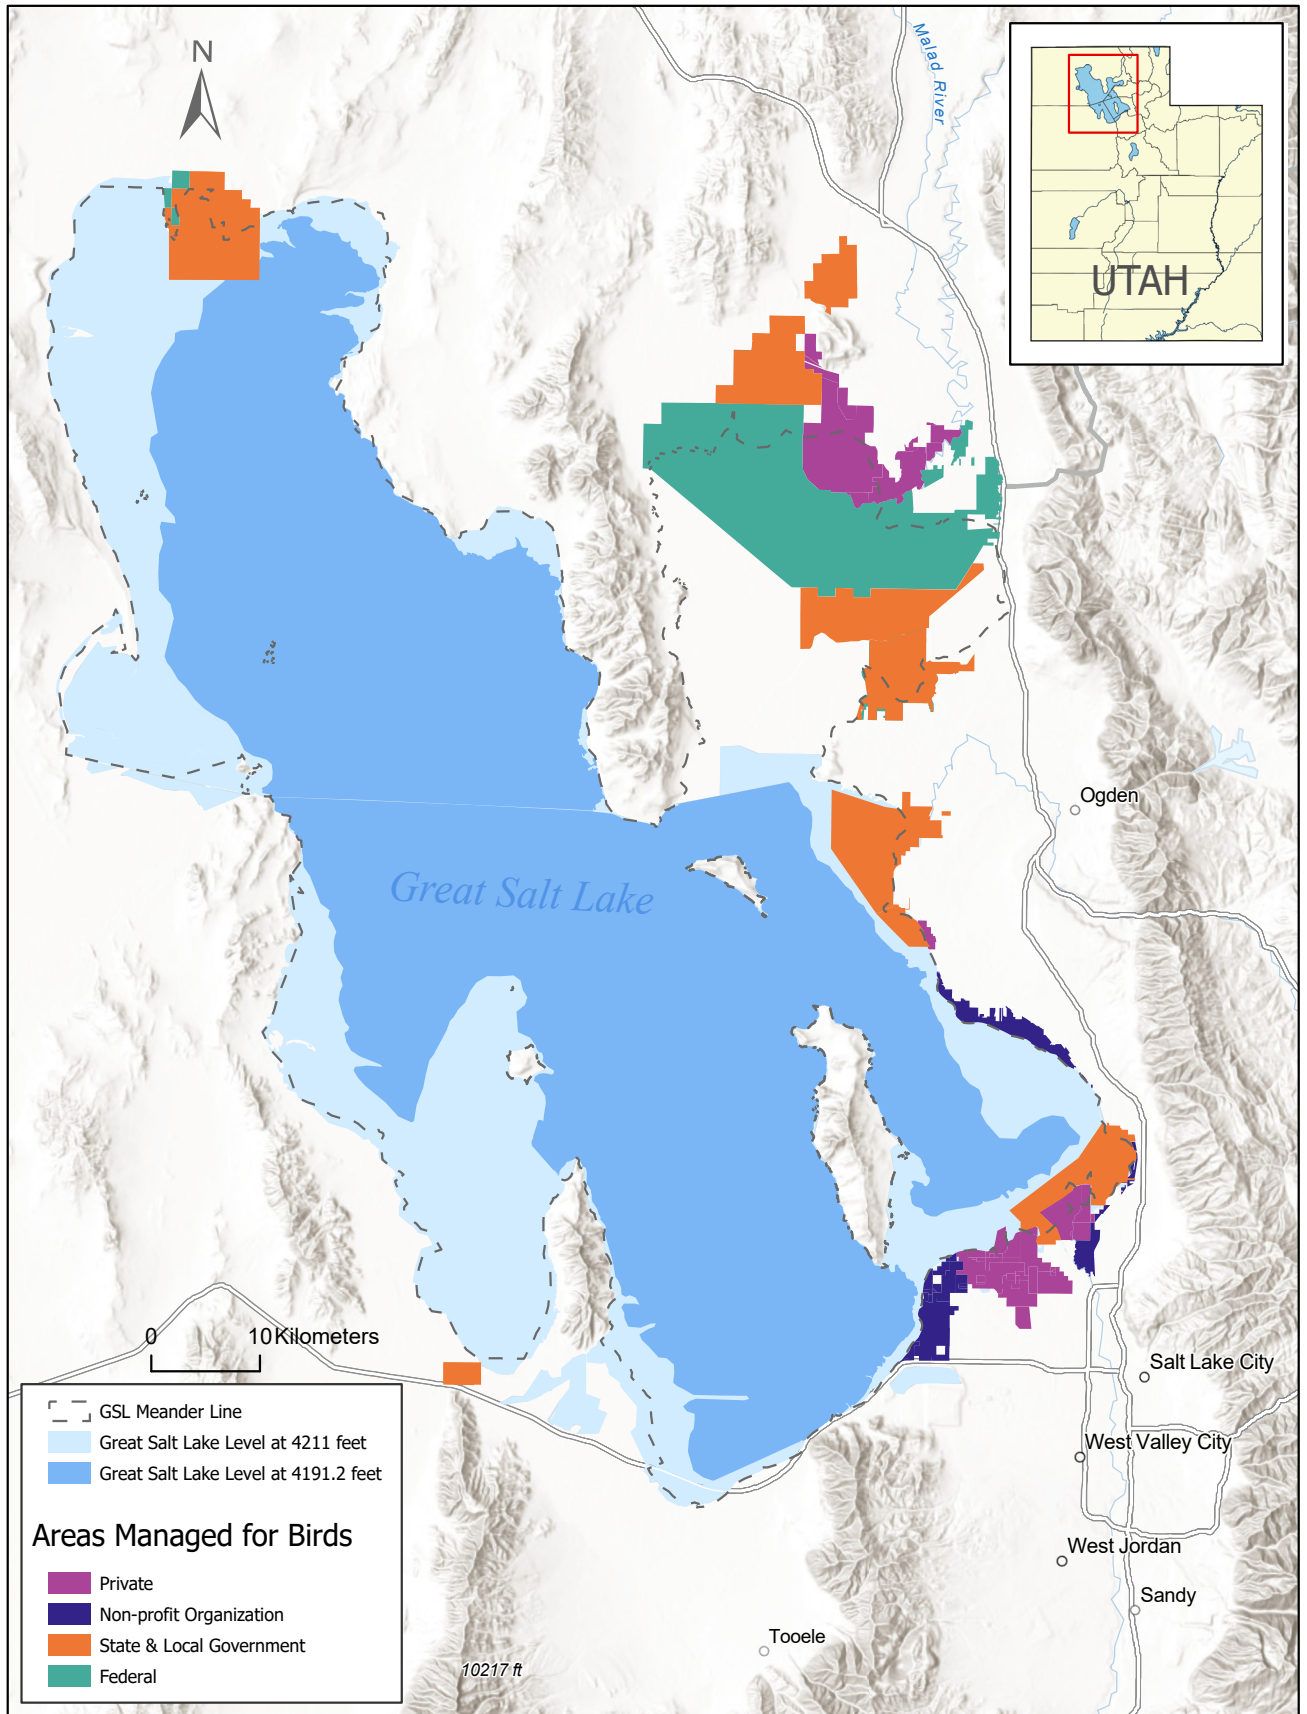 N
Malad River
UTAH
Ogden
Great Salt Lake
0 10 Kilometers
Salt Lake City
West Valley City
West Jordan
Sandy
Tooele
10217 ft
GSL Meander Line
Great Salt Lake Level at 4211 feet
Great Salt Lake Level at 4191.2 feet
Areas Managed for Birds
Private
Non-profit Organization
State & Local Government
Federal